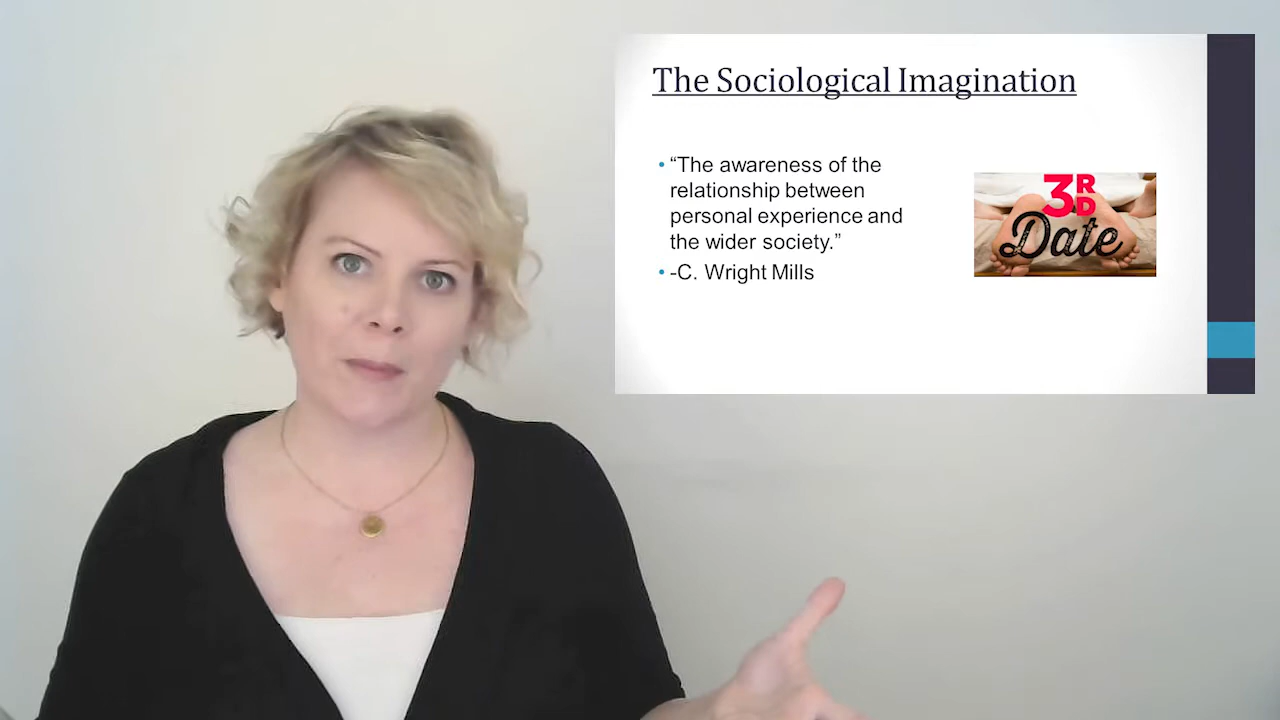 The Sociological Imagination
• “The awareness of the
relationship between
personal experience and
the wider society.”
• -C. Wright Mills
3RD
Date